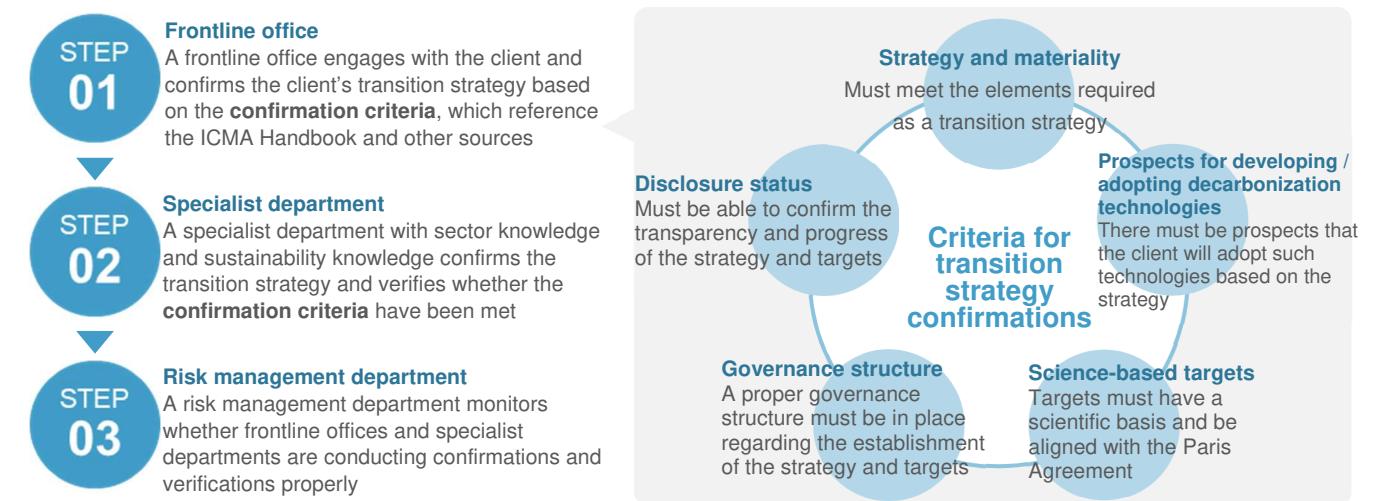 STEP
01
Frontline office
A frontline office engages with the client and
confirms the client's transition strategy based
on the confirmation criteria, which reference
the ICMA Handbook and other sources
STEP
02
Specialist department
A specialist department with sector knowledge
and sustainability knowledge confirms the
transition strategy and verifies whether the
confirmation criteria have been met
STEP
03
Risk management department
A risk management department monitors
whether frontline offices and specialist
departments are conducting confirmations and
verifications properly
Strategy and materiality
Must meet the elements required
as a transition strategy
Prospects for developing /
adopting decarbonization
technologies
There must be prospects that
the client will adopt such
technologies based on the
strategy
Disclosure status
Must be able to confirm the
transparency and progress
of the strategy and targets
Criteria for
transition
strategy
confirmations
Governance structure
A proper governance
structure must be in place
regarding the establishment
of the strategy and targets
Science-based targets
Targets must have a
scientific basis and be
aligned with the Paris
Agreement